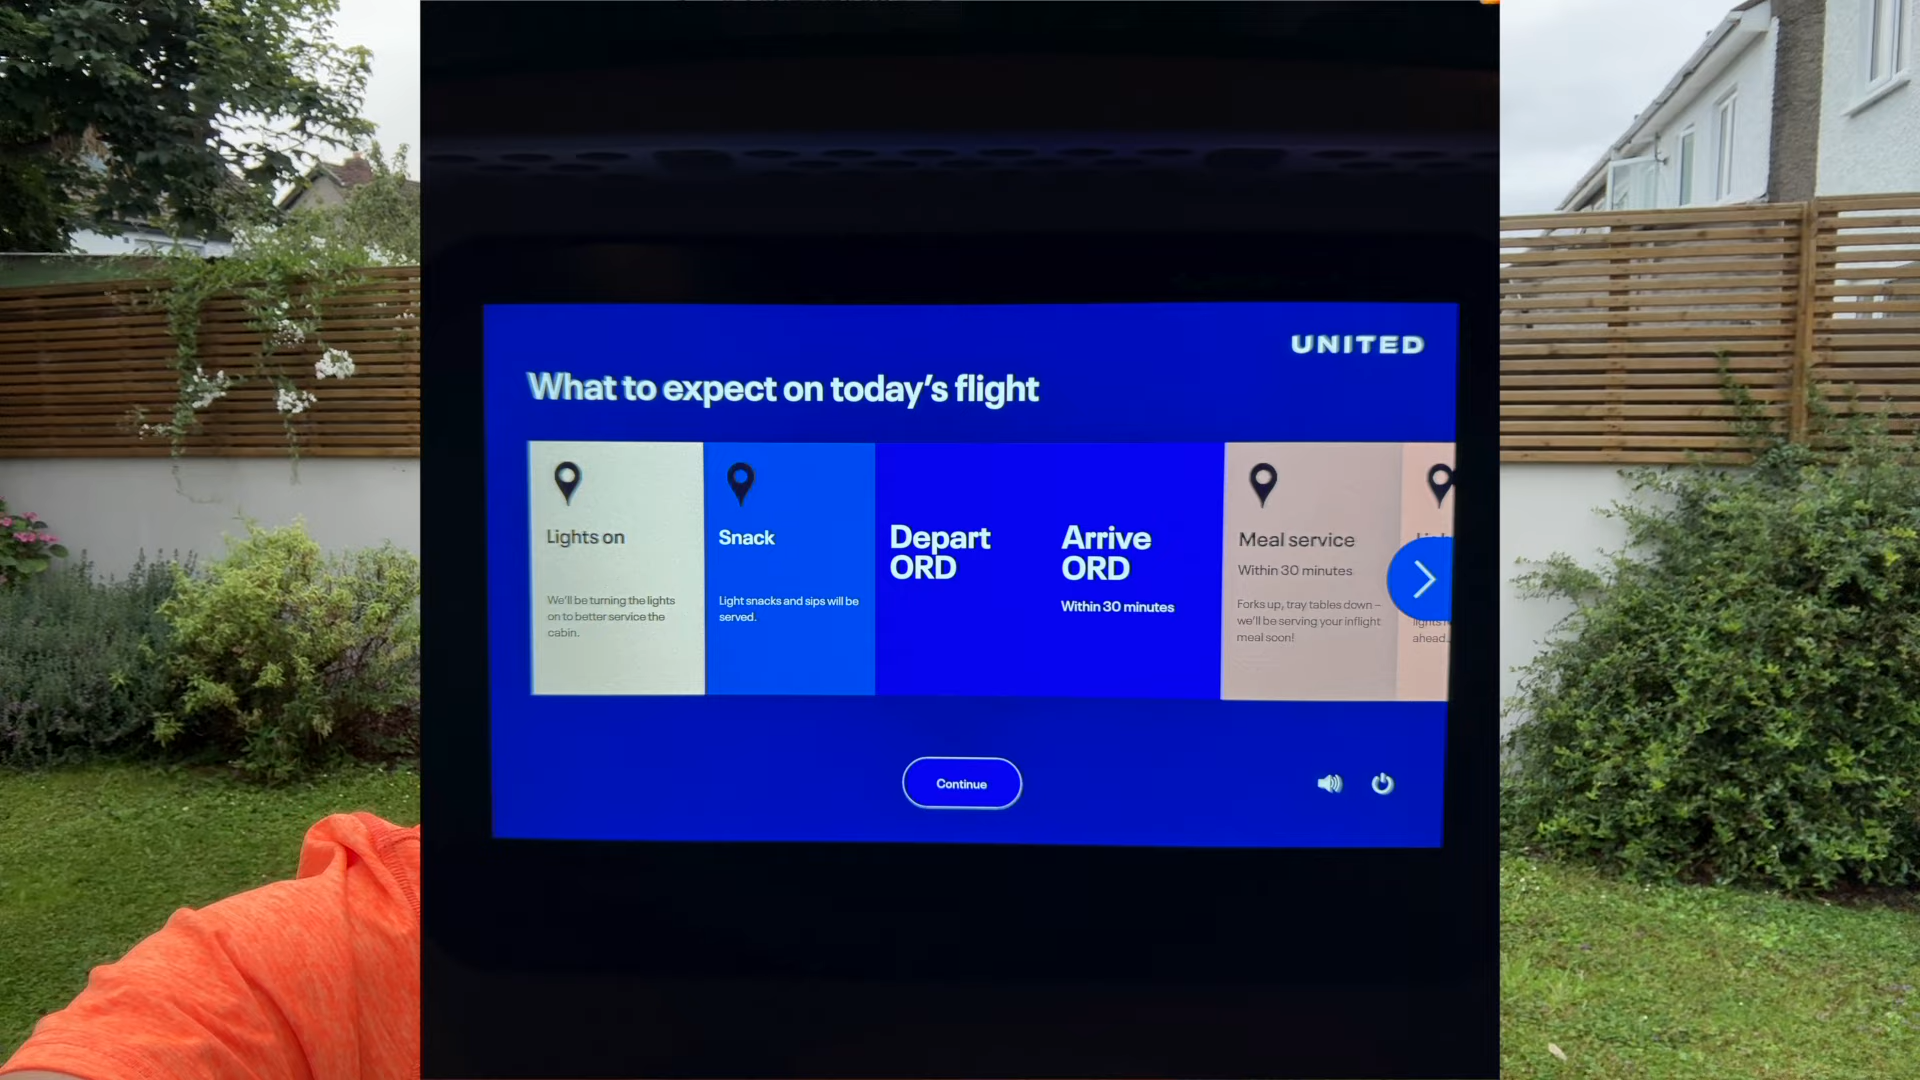 UNITED
What to expect on today's flight
Lights on
We'll be turning the lights
on to better service the
cabin.
Snack
Light snacks and sips will be
served.
Depart
ORD
Arrive
ORD
Within 30 minutes
Meal service
Within 30 minutes
Forks up, tray tables down –
we'll be serving your inflight
meal soon!
ahead.
Continue